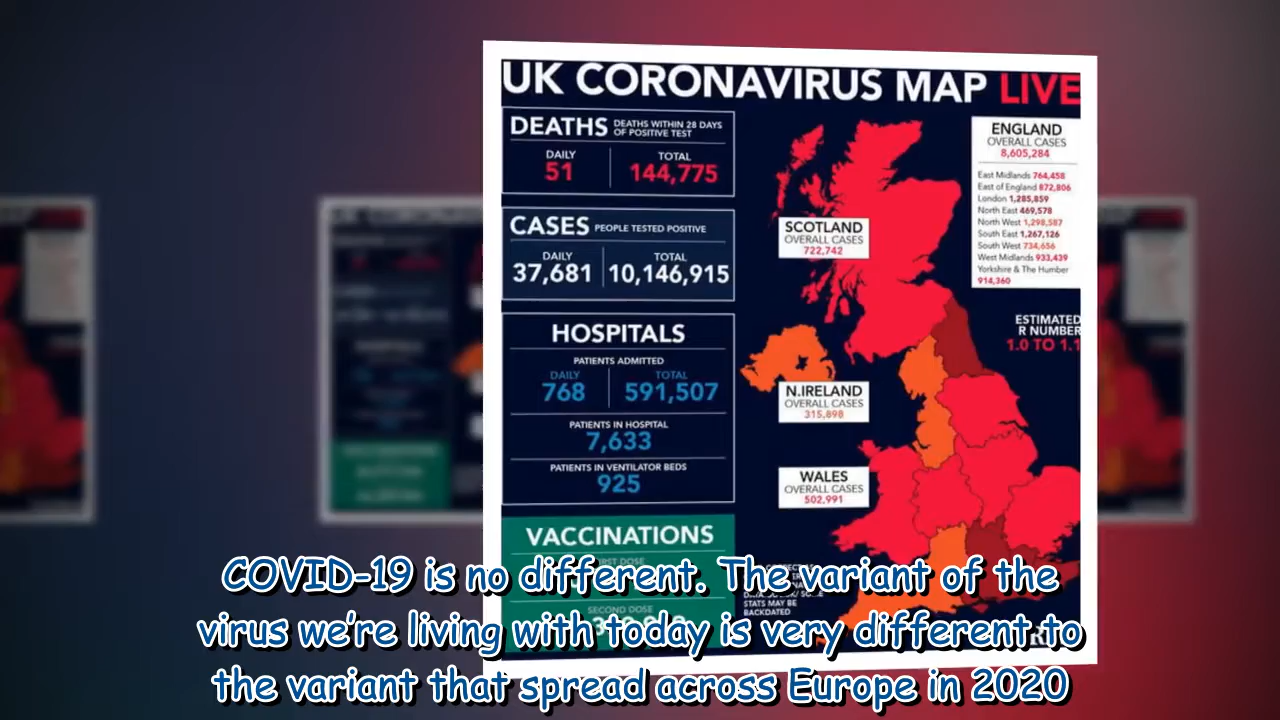 UK CORONAVIRUS MAP LIVE
DEATHS DEATHS WITHIN 28 DAYS
OF POSITIVE TEST
DAILY TOTAL
51 144,775
CASES PEOPLE TESTED POSITIVE
DAILY TOTAL
37,681 10,146,915
HOSPITALS
PATIENTS ADMITTED
DAILY TOTAL
768 591,507
PATIENTS IN HOSPITAL
7,633
PATIENTS IN VENTILATOR BEDS
925
VACCINATIONS
SECOND DOSE
SCOTLAND
OVERALL CASES
722,742
N.IRELAND
OVERALL CASES
315,898
WALES
OVERALL CASES
502,991
ENGLAND
OVERALL CASES
8,605,284
East Midlands 764,458
East of England 872,806
London 1,285,859
North East 469,578
North West 1,298,587
South East 1,267,126
South West 734,656
West Midlands 933,439
Yorkshire & The Humber
914,360
ESTIMATED
R NUMBER
1.0 TO 1.1
STATS MAY BE
BACKDATED
COVID-19 is no different. The variant of the
virus we're living with today is very different to
the variant that spread across Europe in 2020